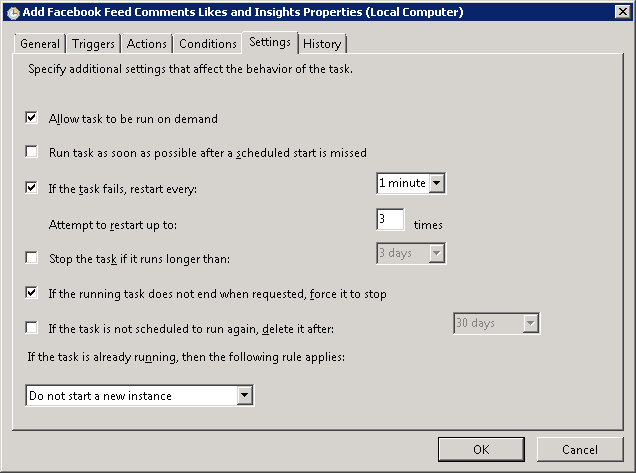 Add Facebook Feed Comments Likes and Insights Properties (Local Computer)
General Triggers Actions Conditions Settings History
Specify additional settings that affect the behavior of the task.
Allow task to be run on demand
Run task as soon as possible after a scheduled start is missed
If the task fails, restart every: 1 minute
Attempt to restart up to: 3 times
Stop the task if it runs longer than: 3 days
If the running task does not end when requested, force it to stop
If the task is not scheduled to run again, delete it after: 30 days
If the task is already running, then the following rule applies:
Do not start a new instance
OK Cancel